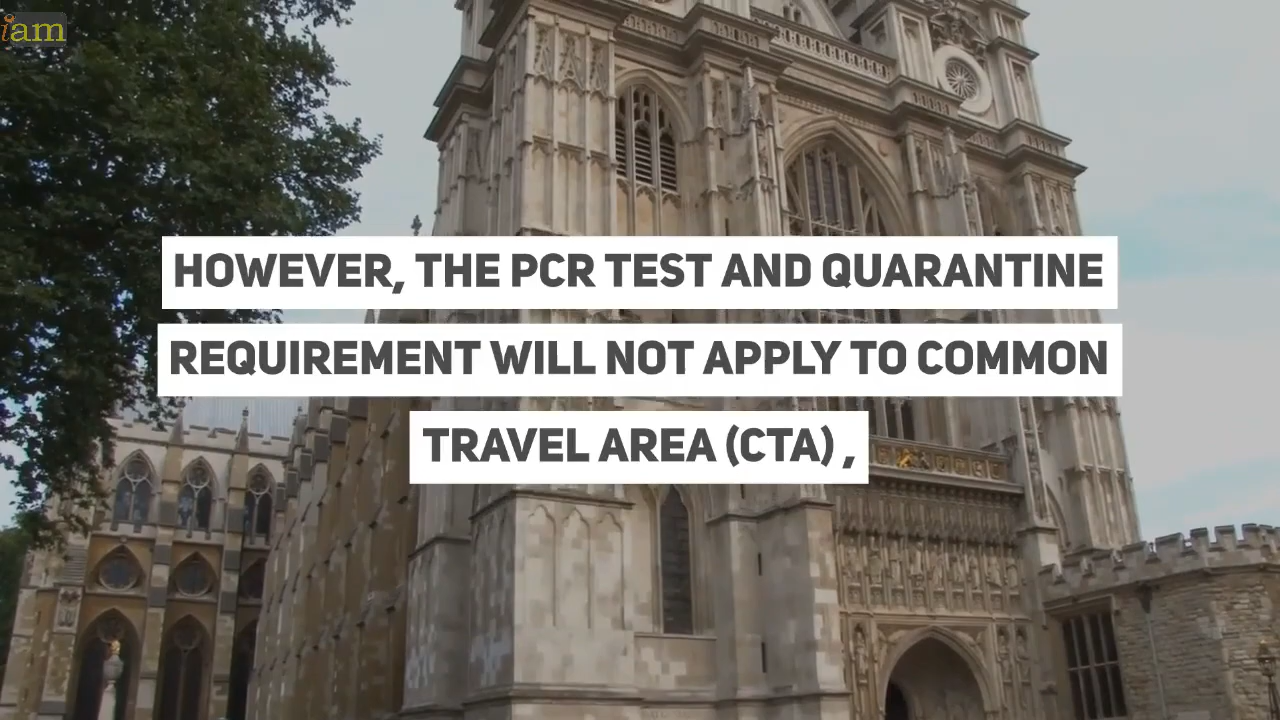 iam
HOWEVER, THE PCR TEST AND QUARANTINE
REQUIREMENT WILL NOT APPLY TO COMMON
TRAVEL AREA (CTA) ,